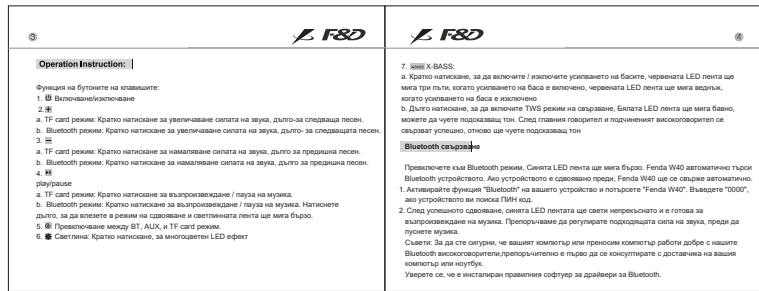 ③
F&D
Operation Instruction:
Функция на бутоните на клавишите:
1. Включване/изключване
2.
a. TF card режим: Кратко натискане за увеличаване силата на звука, дълго-за следваща песен.
b. Bluetooth режим: Кратко натискане за увеличаване силата на звука, дълго- за следващата песен.
3.
a. TF card режим: Кратко натискане за намаляване силата на звука, дълго за предишна песен.
b. Bluetooth режим: Кратко натискане за намаляване силата на звука, дълго за предишна песен.
4.
play/pause
a. TF card режим: Кратко натискане за възпроизвеждане / пауза на музика.
b. Bluetooth режим: Кратко натискане за възпроизвеждане / пауза на музика. Натиснете
дълго, за да влезете в режим на сдвояване и светлинната лента ще мига бързо.
5. Превключване между BT, AUX, и TF card режим.
6. Светлина: Кратко натискане, за многоцветен LED ефект
F&D
④
7. X-BASS:
a. Кратко натискане, за да включите / изключите усилването на басите, червената LED лента ще
мига три пъти, когато усилването на баса е включено, червената LED лента ще мига веднъж,
когато усилването на баса е изключено
b. Дълго натискане, за да включите TWS режим на свързване, Бялата LED лента ще мига бавно,
можете да чуете подсказващ тон. След главния говорител и подчиненият високоговорител се
свързват успешно, отново ще чуете подсказващ тон
Bluetooth свързване
Превключете към Bluetooth режим, Синята LED лента ще мига бързо. Fenda W40 автоматично търси
Bluetooth устройството. Ако устройството е сдвоявано преди, Fenda W40 ще се свърже автоматично.
1. Активирайте функция "Bluetooth" на вашето устройство и потърсете "Fenda W40". Въведете "0000",
ако устройството ви поиска ПИН код.
2. След успешното сдвояване, синята LED лентата ще свети непрекъснато и е готова за
възпроизвеждане на музика. Препоръчваме да регулирате подходящата сила на звука, преди да
пуснете музика.
Съвети: За да сте сигурни, че вашият компютър или преносим компютър работи добре с нашите
Bluetooth високоговорители,препоръчително е първо да се консултирате с доставчика на вашия
компютър или ноутбук.
Уверете се, че е инсталиран правилния софтуер за драйвери за Bluetooth.